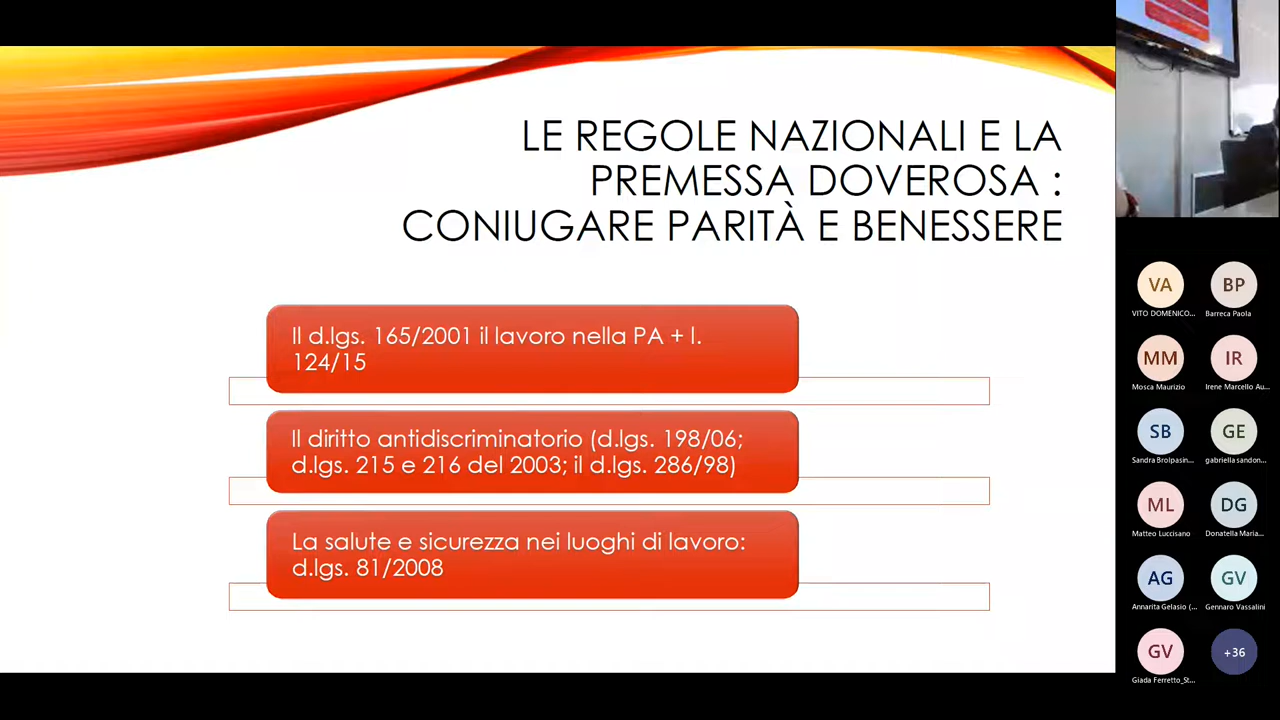 LE REGOLE NAZIONALI E LA
PREMESSA DOVEROSA :
CONIUGARE PARITÀ E BENESSERE
Il d.lgs. 165/2001 il lavoro nella PA + l.
124/15
Il diritto antidiscriminatorio (d.lgs. 198/06;
d.lgs. 215 e 216 del 2003; il d.lgs. 286/98)
La salute e sicurezza nei luoghi di lavoro:
d.lgs. 81/2008
VA
VITO DOMENICO...
BP
Barreca Paola
MM
Mosca Maurizio
IR
Irene Marcello Au...
SB
Sandra Brolpasin...
GE
gabriella sandon...
ML
Matteo Luccisano
DG
Donatella Maria...
AG
Annarita Gelasio (...
GV
Gennaro Vassalini
GV
Giada Ferretto_St...
+36